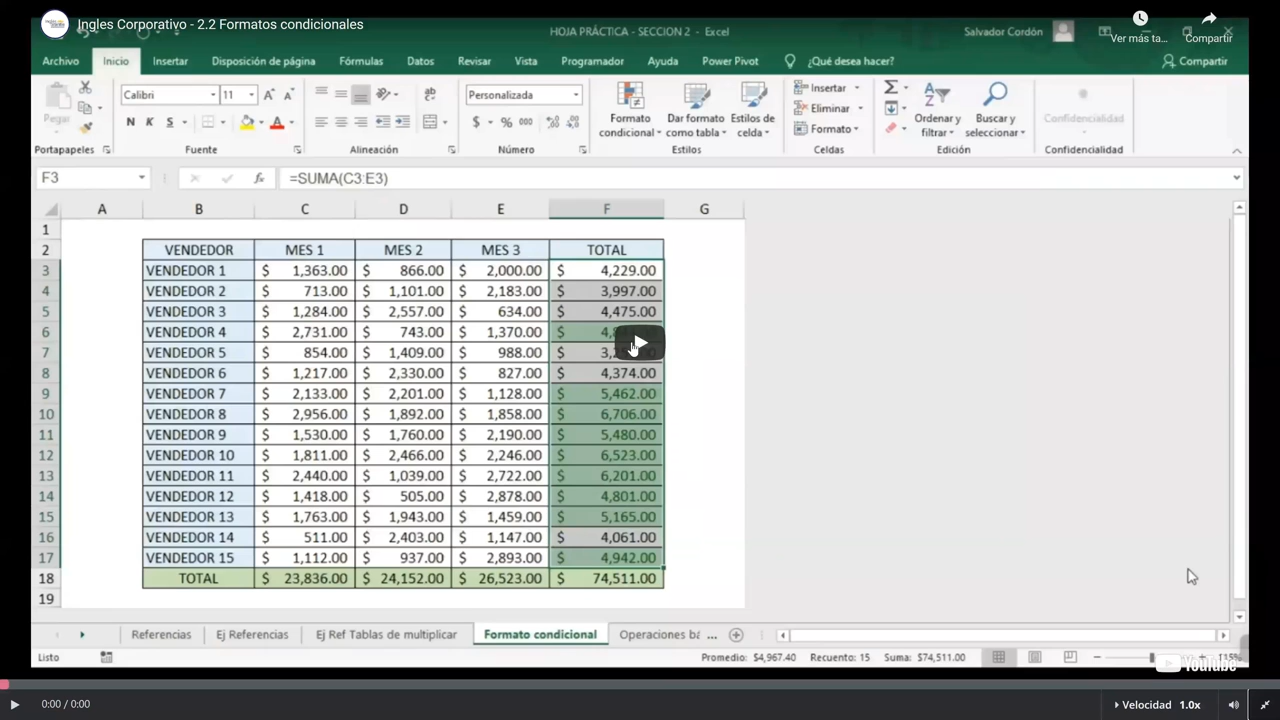 Ingles Corporativo - 2.2 Formatos condicionales
HOJA PRÁCTICA - SECCION 2 - Excel
Salvador Cordón
Ver más ta...
Compartir
Archivo Inicio Insertar Disposición de página Fórmulas Datos Revisar Vista Programador Ayuda Power Pivot ¿Qué desea hacer? Compartir
Pegar
Portapapeles
Calibri 11
N K S
Fuente
Alineación
Personalizada
$ % 000
Número
Formato condicional
Dar formato como tabla
Estilos de celda
Estilos
Insertar
Eliminar
Formato
Celdas
Ordenar y filtrar
Buscar y seleccionar
Edición
Confidencialidad
Confidencialidad
F3 fx =SUMA(C3:E3)
A B C D E F G
1
2 VENDEDOR MES 1 MES 2 MES 3 TOTAL
3 VENDEDOR 1 $ 1,363.00 $ 866.00 $ 2,000.00 $ 4,229.00
4 VENDEDOR 2 $ 713.00 $ 1,101.00 $ 2,183.00 $ 3,997.00
5 VENDEDOR 3 $ 1,284.00 $ 2,557.00 $ 634.00 $ 4,475.00
6 VENDEDOR 4 $ 2,731.00 $ 743.00 $ 1,370.00 $
7 VENDEDOR 5 $ 854.00 $ 1,409.00 $ 988.00 $
8 VENDEDOR 6 $ 1,217.00 $ 2,330.00 $ 827.00 $ 4,374.00
9 VENDEDOR 7 $ 2,133.00 $ 2,201.00 $ 1,128.00 $ 5,462.00
10 VENDEDOR 8 $ 2,956.00 $ 1,892.00 $ 1,858.00 $ 6,706.00
11 VENDEDOR 9 $ 1,530.00 $ 1,760.00 $ 2,190.00 $ 5,480.00
12 VENDEDOR 10 $ 1,811.00 $ 2,466.00 $ 2,246.00 $ 6,523.00
13 VENDEDOR 11 $ 2,440.00 $ 1,039.00 $ 2,722.00 $ 6,201.00
14 VENDEDOR 12 $ 1,418.00 $ 505.00 $ 2,878.00 $ 4,801.00
15 VENDEDOR 13 $ 1,763.00 $ 1,943.00 $ 1,459.00 $ 5,165.00
16 VENDEDOR 14 $ 511.00 $ 2,403.00 $ 1,147.00 $ 4,061.00
17 VENDEDOR 15 $ 1,112.00 $ 937.00 $ 2,893.00 $ 4,942.00
18 TOTAL $ 23,836.00 $ 24,152.00 $ 26,523.00 $ 74,511.00
19
Referencias Ej Referencias Ej Ref Tablas de multiplicar Formato condicional Operaciones bá ...
Listo Promedio: $4,967.40 Recuento: 15 Suma: $74,511.00 115%
YouTube
0:00 / 0:00 Velocidad 1.0x